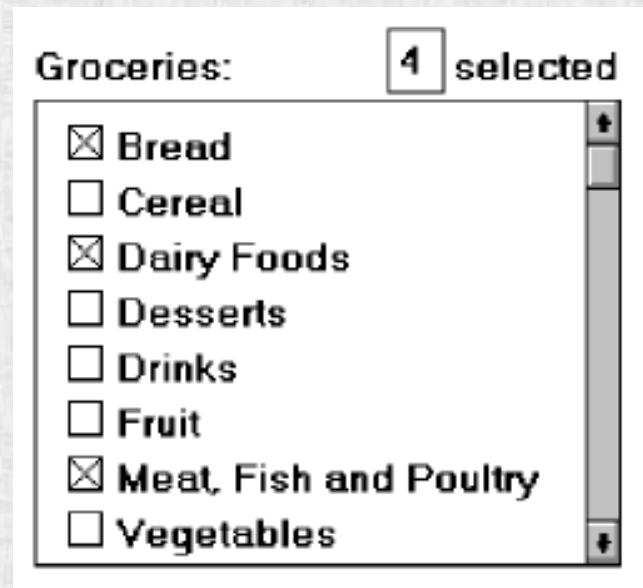 Groceries: 4 selected
Bread
Cereal
Dairy Foods
Desserts
Drinks
Fruit
Meat, Fish and Poultry
Vegetables